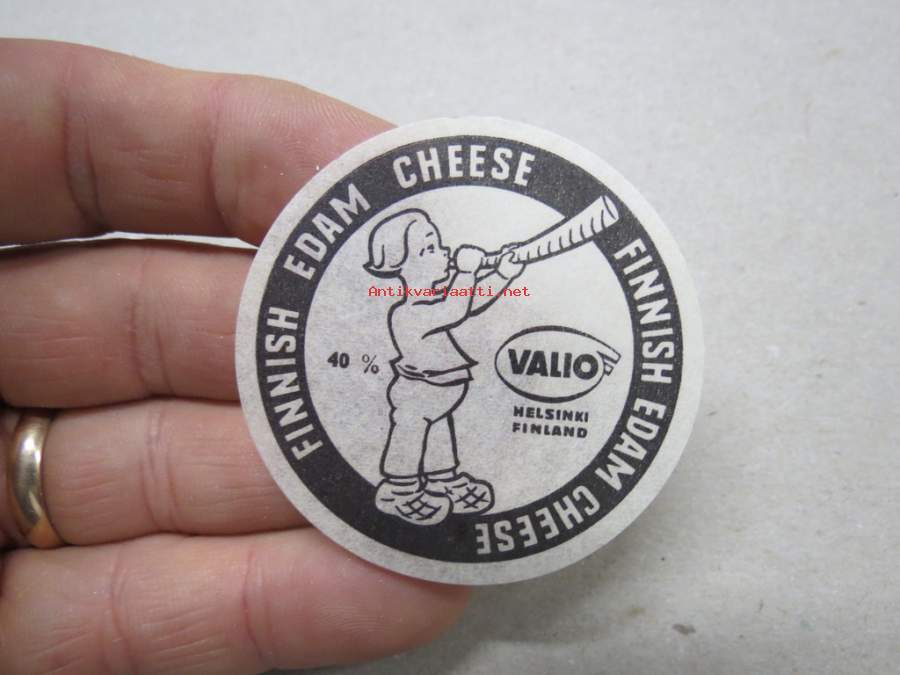 FINNISH EDAM CHEESE
FINNISH EDAM CHEESE
Antikvariaatti.net
40 %
VALIO
HELSINKI
FINLAND